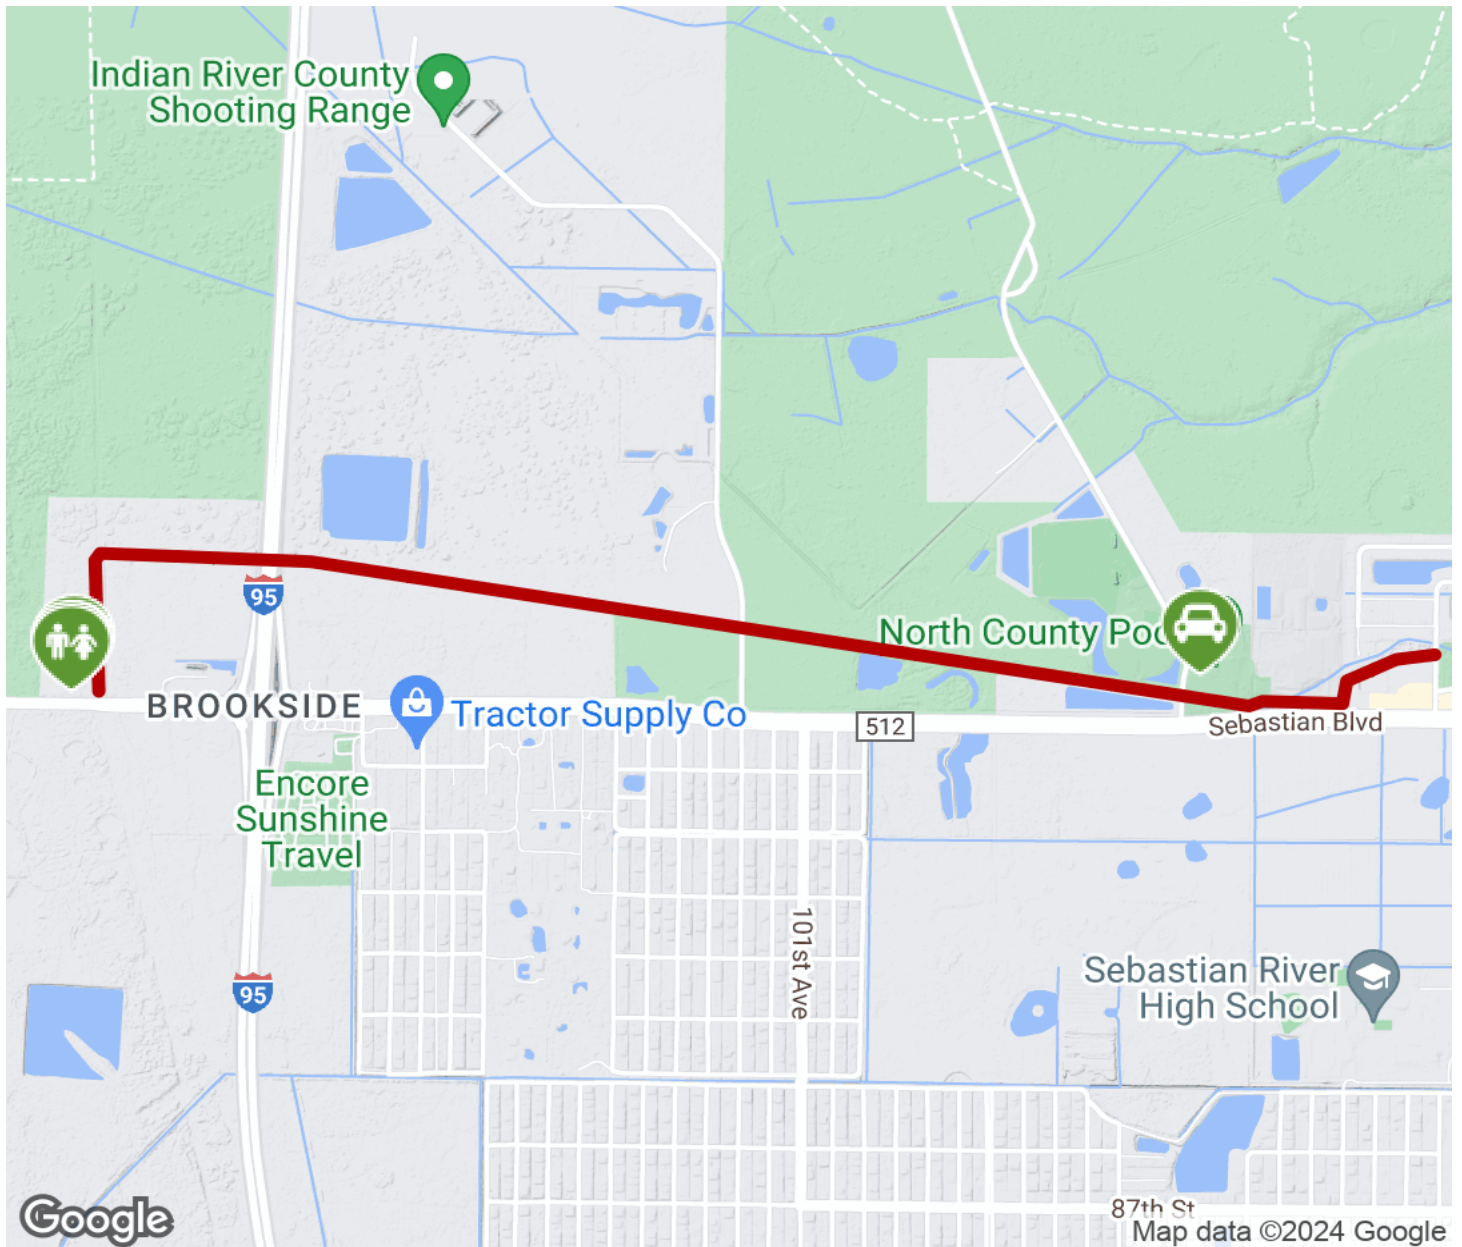 Indian River County
Shooting Range
95
North County Poo
BROOKSIDE
Tractor Supply Co
512
Sebastian Blvd
Encore
Sunshine
Travel
101st Ave
Sebastian River
High School
95
87th St
Google
Map data ©2024 Google